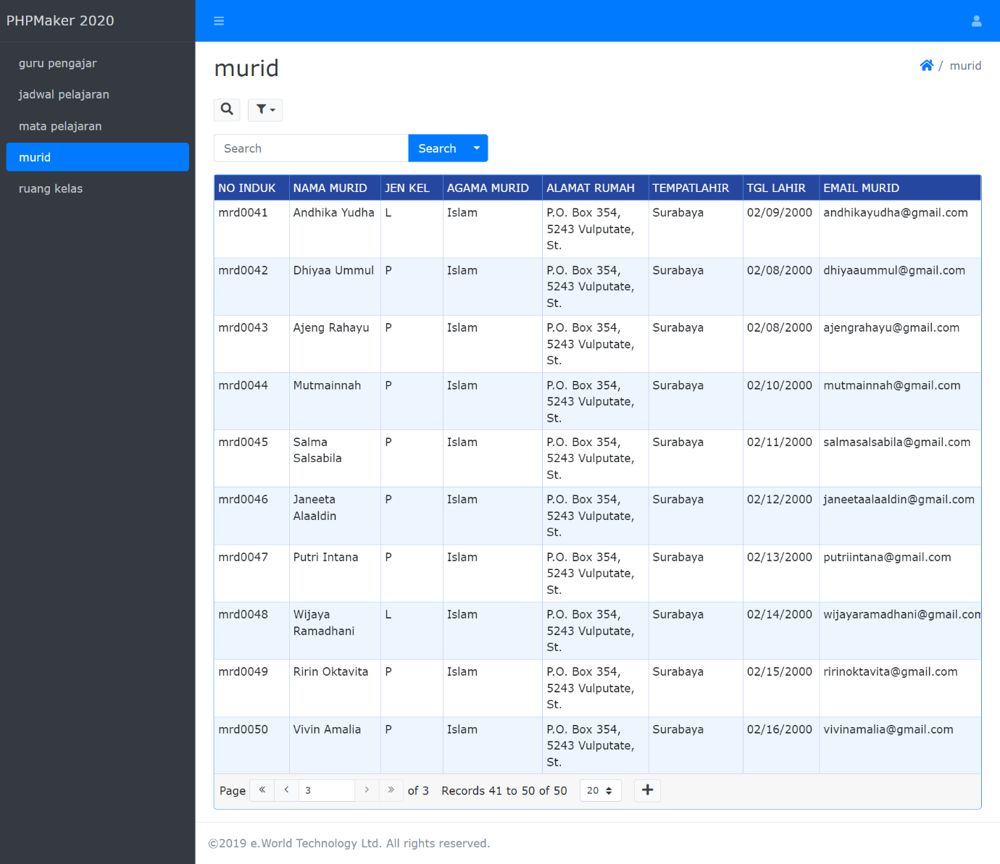 PHPMaker 2020
guru pengajar
jadwal pelajaran
mata pelajaran
murid
ruang kelas
murid
/ murid
Search
Search
NO INDUK NAMA MURID JEN KEL AGAMA MURID ALAMAT RUMAH TEMPATLAHIR TGL LAHIR EMAIL MURID
mrd0041 Andhika Yudha L Islam P.O. Box 354, Surabaya 02/09/2000 andhikayudha@gmail.com
5243 Vulputate,
St.
mrd0042 Dhiyaa Ummul P Islam P.O. Box 354, Surabaya 02/08/2000 dhiyaaummul@gmail.com
5243 Vulputate,
St.
mrd0043 Ajeng Rahayu P Islam P.O. Box 354, Surabaya 02/08/2000 ajengrahayu@gmail.com
5243 Vulputate,
St.
mrd0044 Mutmainnah P Islam P.O. Box 354, Surabaya 02/10/2000 mutmainnah@gmail.com
5243 Vulputate,
St.
mrd0045 Salma P Islam P.O. Box 354, Surabaya 02/11/2000 salmasalsabila@gmail.com
Salsabila 5243 Vulputate,
St.
mrd0046 Janeeta P Islam P.O. Box 354, Surabaya 02/12/2000 janeetaalaaldin@gmail.com
Alaaldin 5243 Vulputate,
St.
mrd0047 Putri Intana P Islam P.O. Box 354, Surabaya 02/13/2000 putriintana@gmail.com
5243 Vulputate,
St.
mrd0048 Wijaya L Islam P.O. Box 354, Surabaya 02/14/2000 wijayaramadhani@gmail.com
Ramadhani 5243 Vulputate,
St.
mrd0049 Ririn Oktavita P Islam P.O. Box 354, Surabaya 02/15/2000 ririnoktavita@gmail.com
5243 Vulputate,
St.
mrd0050 Vivin Amalia P Islam P.O. Box 354, Surabaya 02/16/2000 vivinamalia@gmail.com
5243 Vulputate,
St.
Page « ‹ 3 › » of 3 Records 41 to 50 of 50 20
©2019 e.World Technology Ltd. All rights reserved.